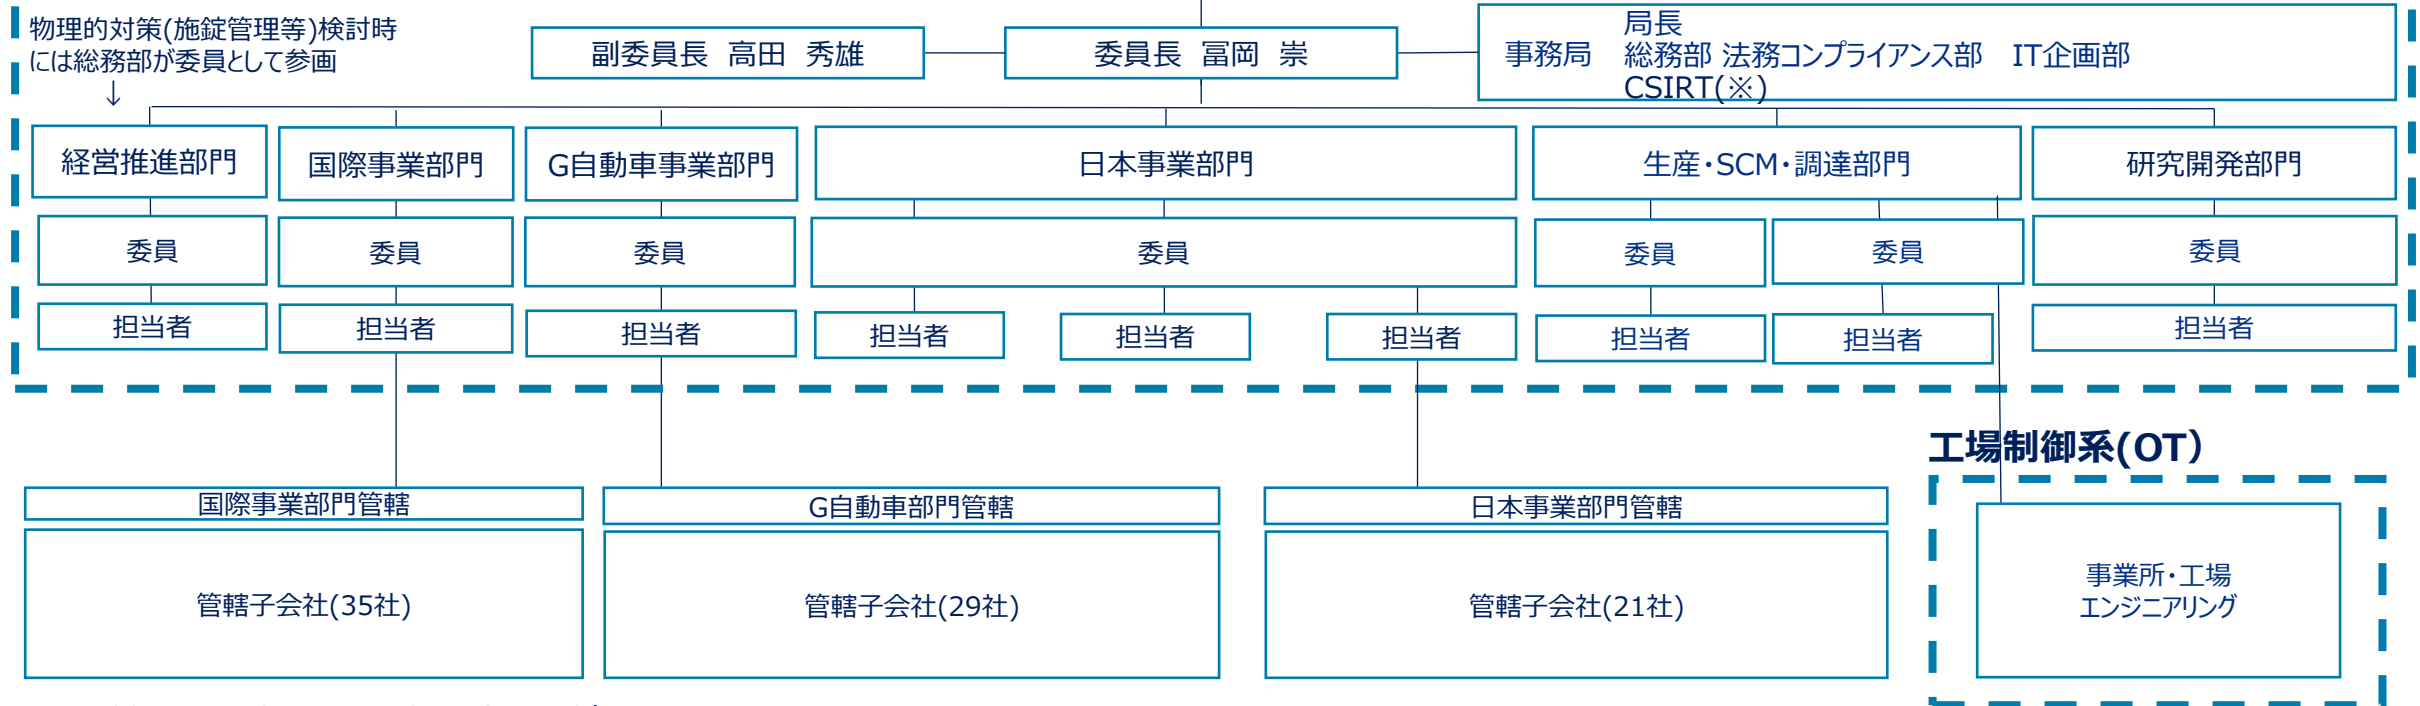 物理的対策(施錠管理等)検討時
には総務部が委員として参画
↓
副委員長 高田 秀雄
委員長 冨岡 崇
事務局
局長
総務部 法務コンプライアンス部 IT企画部
CSIRT(※)
経営推進部門
国際事業部門
G自動車事業部門
日本事業部門
生産・SCM・調達部門
研究開発部門
委員
委員
委員
委員
委員
委員
委員
担当者
担当者
担当者
担当者
担当者
担当者
担当者
担当者
担当者
工場制御系(OT)
国際事業部門管轄
G自動車部門管轄
日本事業部門管轄
管轄子会社(35社)
管轄子会社(29社)
管轄子会社(21社)
事業所・工場
エンジニアリング